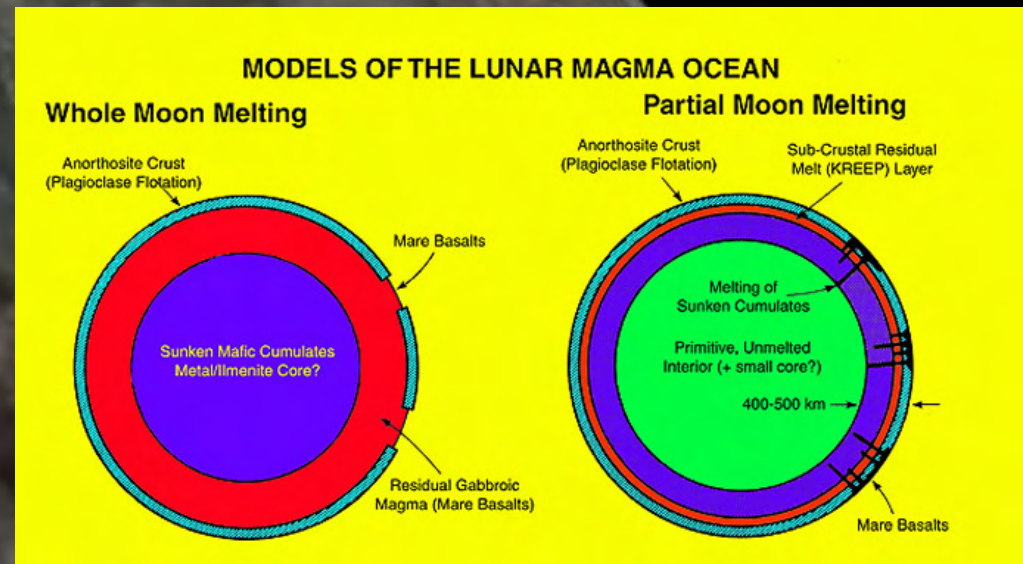 MODELS OF THE LUNAR MAGMA OCEAN
Whole Moon Melting
Anorthosite Crust
(Plagioclase Flotation)
Mare Basalts
Sunken Mafic Cumulates
Metal/Ilmenite Core?
Residual Gabbroic
Magma (Mare Basalts)
Partial Moon Melting
Anorthosite Crust
(Plagioclase Flotation)
Sub-Crustal Residual
Melt (KREEP) Layer
Melting of
Sunken Cumulates
Primitive, Unmelted
Interior (+ small core?)
400-500 km
Mare Basalts